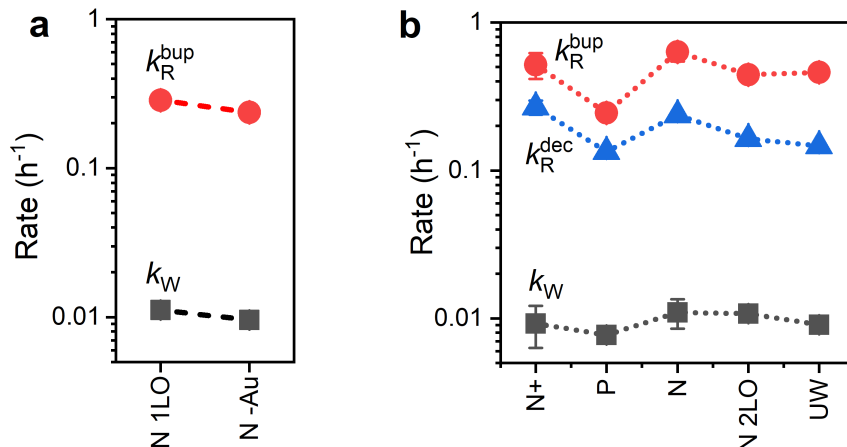 a
Rate (h⁻¹)
1
0.1
0.01
k_R^bup
k_W
N 1LO
N -Au
b
Rate (h⁻¹)
1
0.1
0.01
k_R^bup
k_R^dec
k_W
N+
P
N
N 2LO
UW